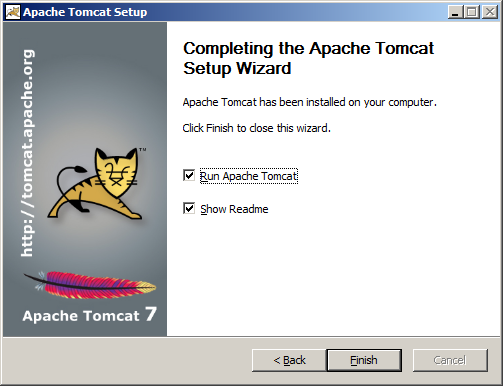 Apache Tomcat Setup
Completing the Apache Tomcat
Setup Wizard
Apache Tomcat has been installed on your computer.
Click Finish to close this wizard.
Run Apache Tomcat
Show Readme
http://tomcat.apache.org
TM
Apache Tomcat 7
< Back
Finish
Cancel